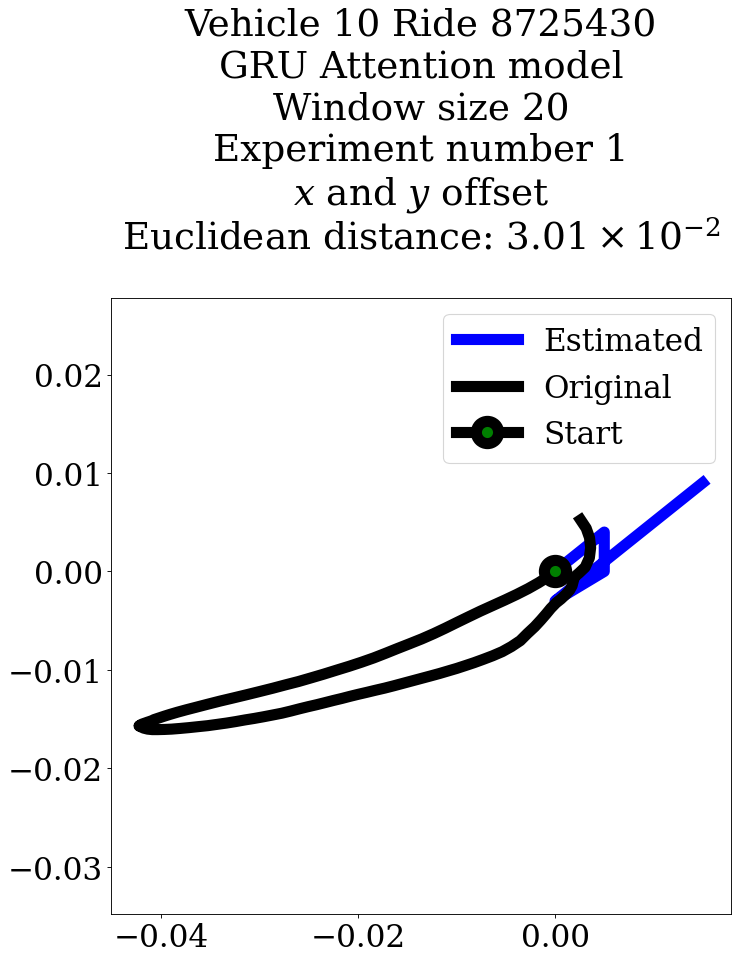 Vehicle 10 Ride 8725430
GRU Attention model
Window size 20
Experiment number 1
x and y offset
Euclidean distance: 3.01 × 10⁻²
Estimated
Original
Start
0.02
0.01
0.00
−0.01
−0.02
−0.03
−0.04
−0.02
0.00